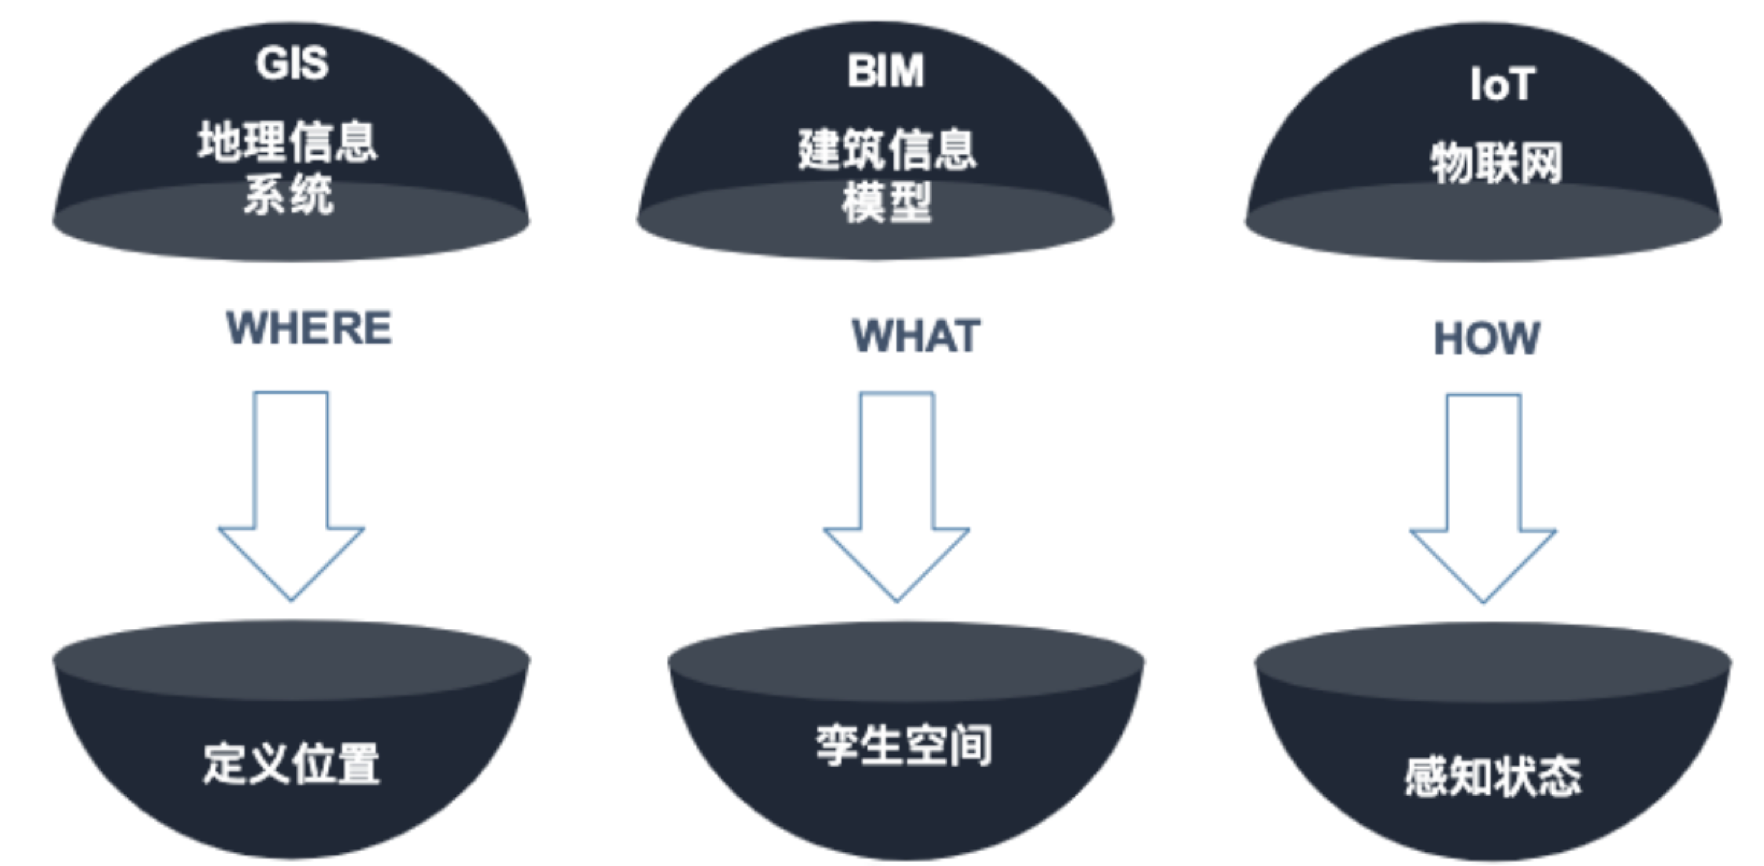 GIS
地理信息
系统
WHERE
定义位置
BIM
建筑信息
模型
WHAT
孪生空间
IoT
物联网
HOW
感知状态